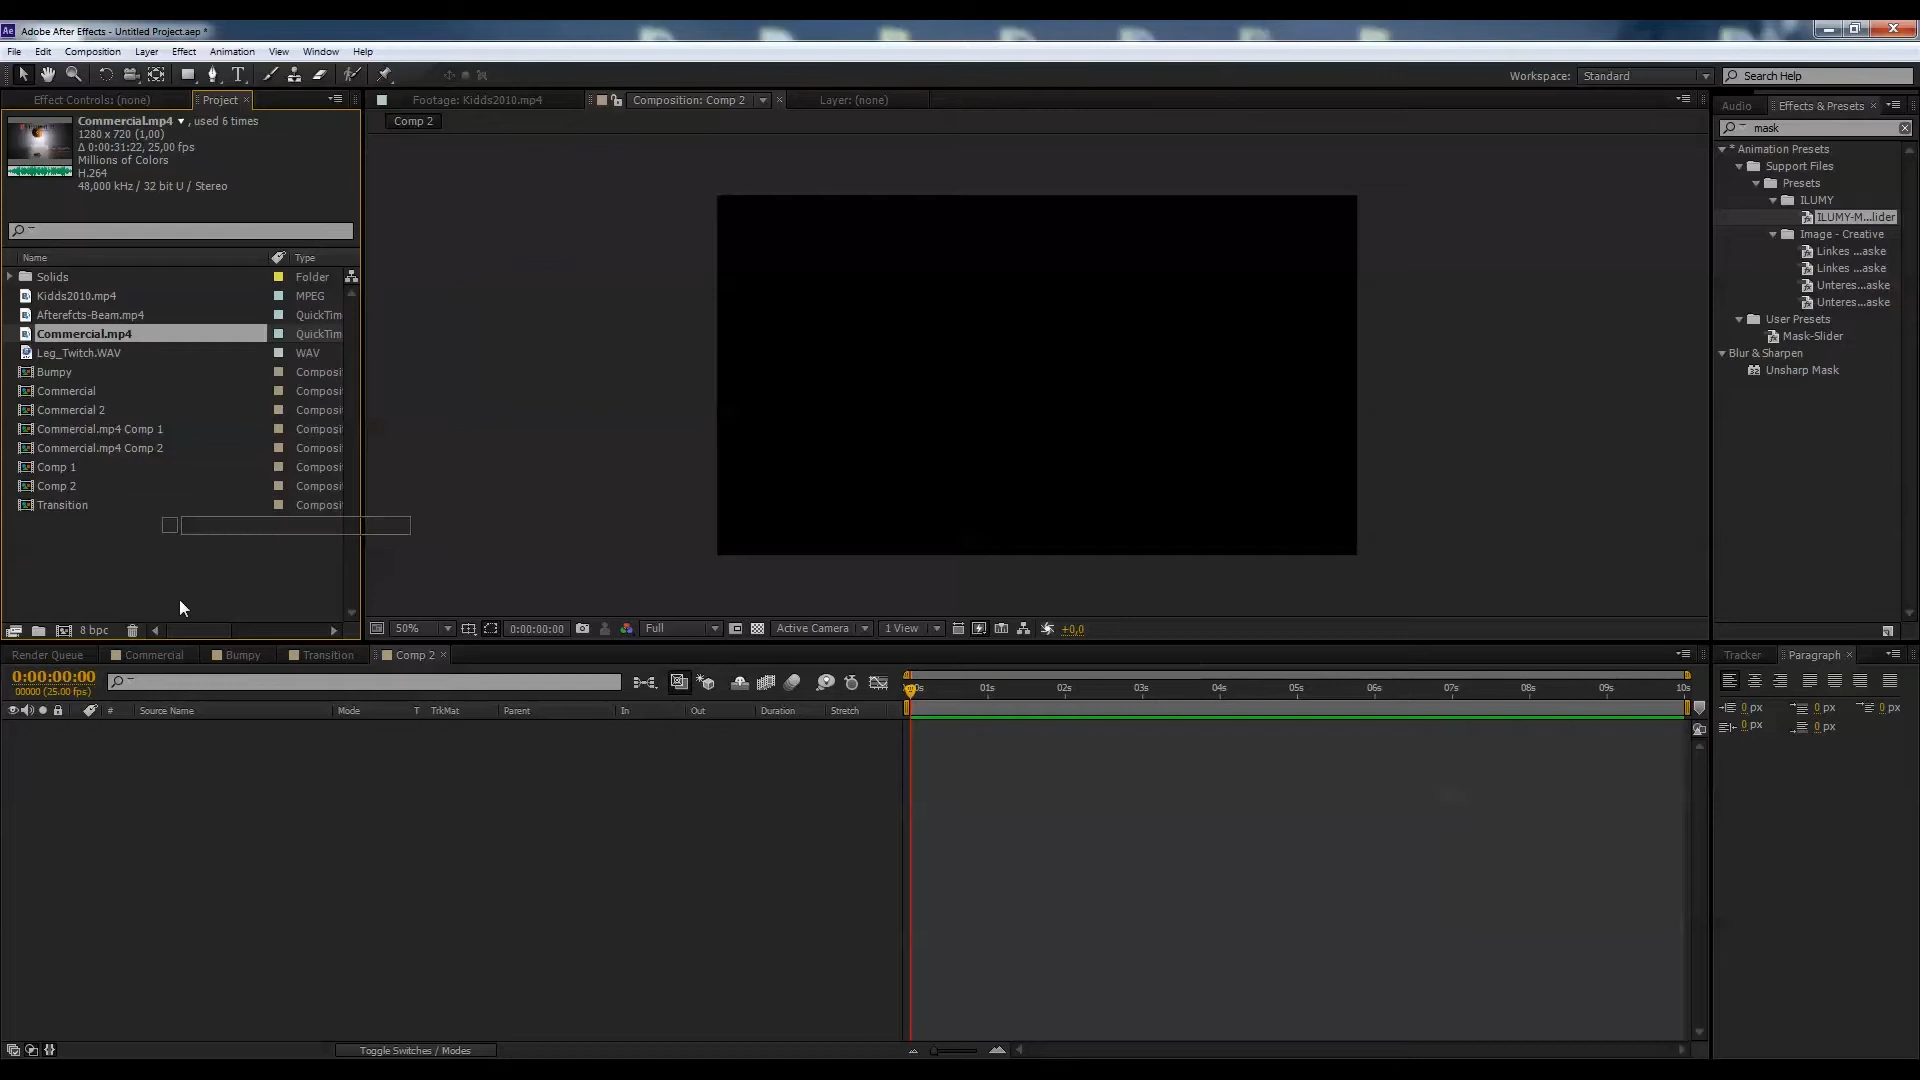 Ae Adobe After Effects - Untitled Project.aep *
File Edit Composition Layer Effect Animation View Window Help
Workspace: Standard Search Help
Effect Controls: (none) Project × Footage: Kidds2010.mp4 Composition: Comp 2 × Layer: (none) Audio Effects & Presets ×
Commercial.mp4 ▼ , used 6 times
1280 x 720 (1,00)
Δ 0:00:31:22, 25,00 fps
Millions of Colors
H.264
48,000 kHz / 32 bit U / Stereo
Comp 2
mask
* Animation Presets
Support Files
Presets
ILUMY
ILUMY-M...lider
Image - Creative
Linkes ...aske
Linkes ...aske
Unteres...aske
Unteres...aske
User Presets
Mask-Slider
Blur & Sharpen
Unsharp Mask
Name Type
Solids Folder
Kidds2010.mp4 MPEG
Afterefcts-Beam.mp4 QuickTim
Commercial.mp4 QuickTim
Leg_Twitch.WAV WAV
Bumpy Composi
Commercial Composi
Commercial 2 Composi
Commercial.mp4 Comp 1 Composi
Commercial.mp4 Comp 2 Composi
Comp 1 Composi
Comp 2 Composi
Transition Composi
8 bpc
50% 0:00:00:00 Full Active Camera 1 View +0,0
Render Queue Commercial Bumpy Transition Comp 2 × Tracker Paragraph ×
0:00:00:00
00000 (25.00 fps)
01s 02s 03s 04s 05s 06s 07s 08s 09s 10s
# Source Name Mode T TrkMat Parent In Out Duration Stretch
0 px 0 px 0 px
0 px 0 px
Toggle Switches / Modes